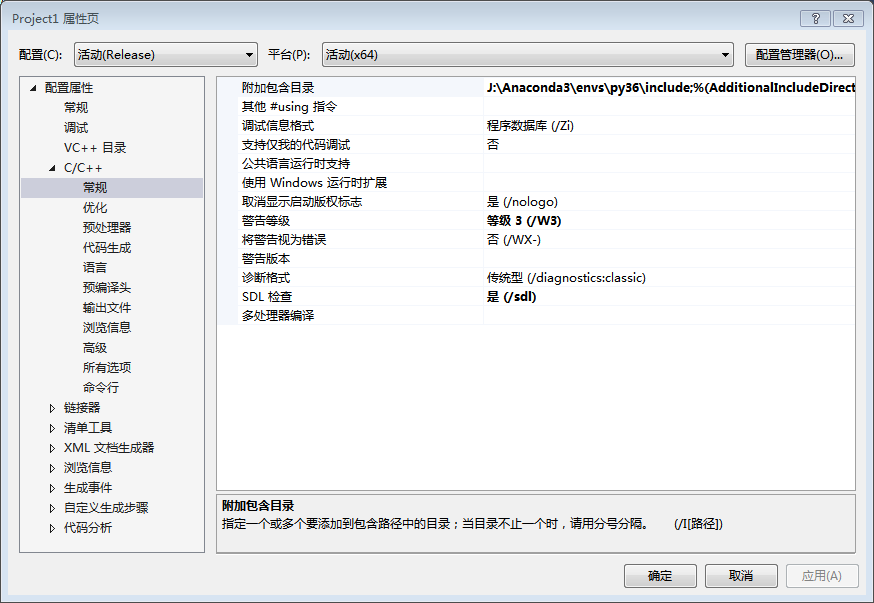 Project1 属性页
配置(C): 活动(Release) 平台(P): 活动(x64) 配置管理器(O)...
配置属性
常规
调试
VC++ 目录
C/C++
常规
优化
预处理器
代码生成
语言
预编译头
输出文件
浏览信息
高级
所有选项
命令行
链接器
清单工具
XML 文档生成器
浏览信息
生成事件
自定义生成步骤
代码分析
附加包含目录 J:\Anaconda3\envs\py36\include;%(AdditionalIncludeDirect
其他 #using 指令
调试信息格式 程序数据库 (/Zi)
支持仅我的代码调试 否
公共语言运行时支持
使用 Windows 运行时扩展
取消显示启动版权标志 是 (/nologo)
警告等级 等级 3 (/W3)
将警告视为错误 否 (/WX-)
警告版本
诊断格式 传统型 (/diagnostics:classic)
SDL 检查 是 (/sdl)
多处理器编译
附加包含目录
指定一个或多个要添加到包含路径中的目录；当目录不止一个时，请用分号分隔。 (/I[路径])
确定 取消 应用(A)